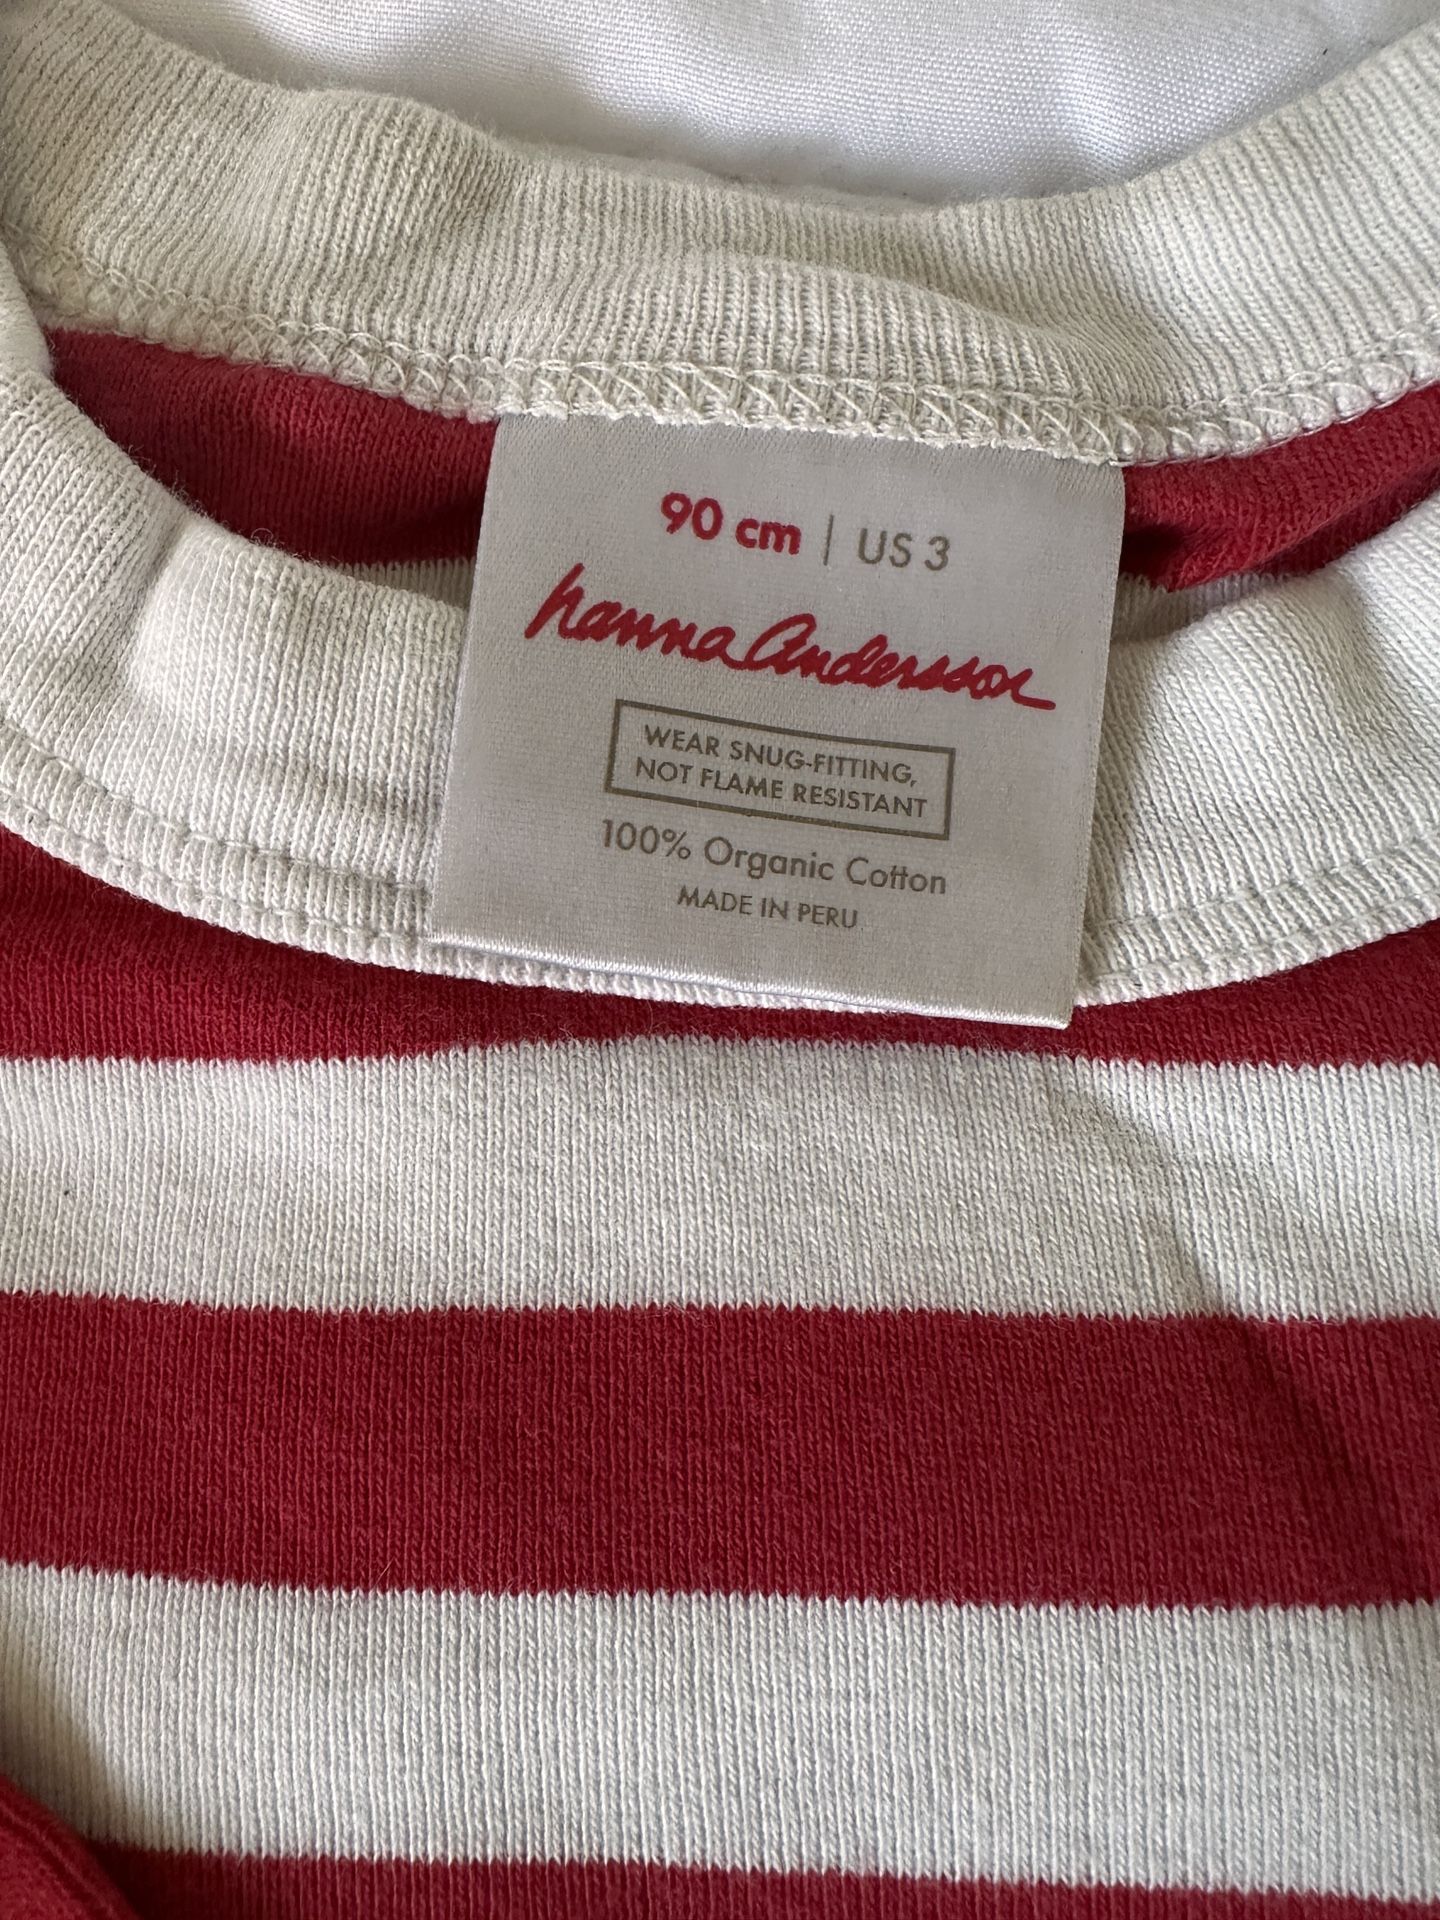 90 cm | US 3
hanna Andersson
WEAR SNUG-FITTING,
NOT FLAME RESISTANT
100% Organic Cotton
MADE IN PERU